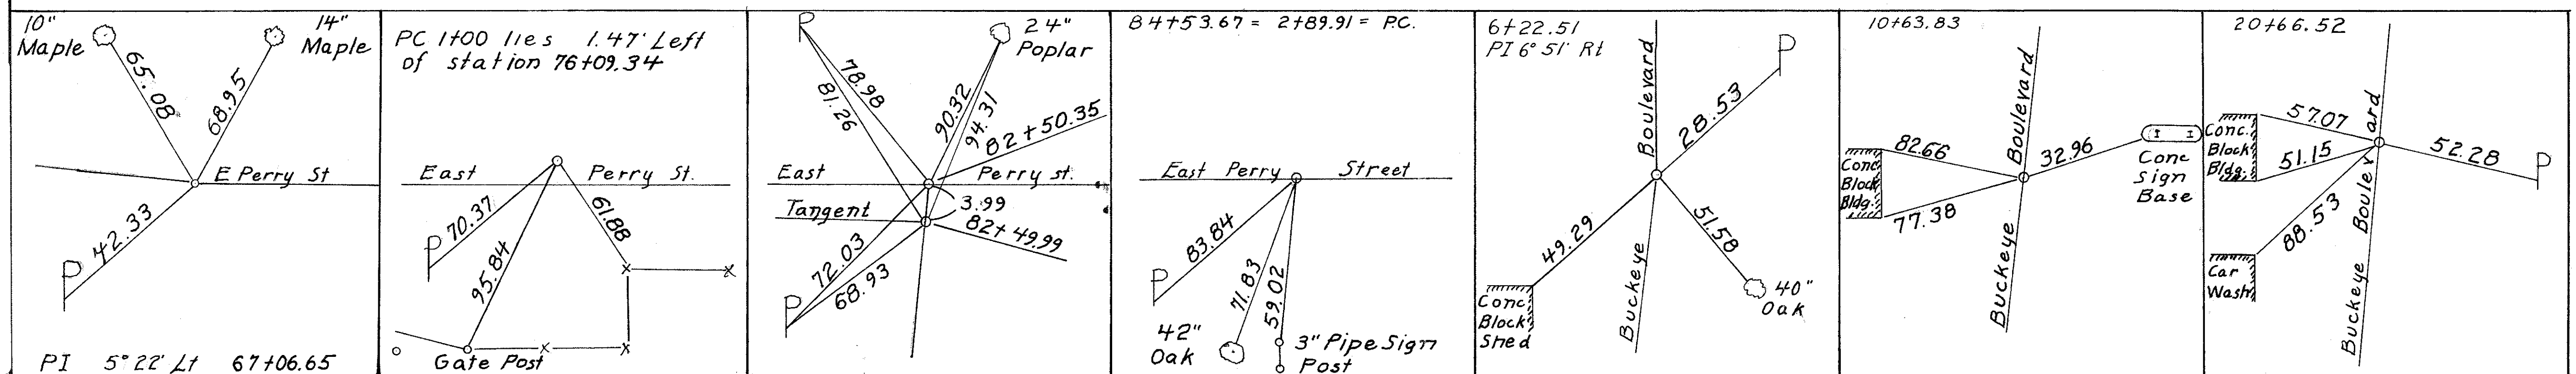 10"
Maple
14"
Maple
65.08
68.95
E Perry St
P
42.33
PI 5° 22' Lt 67+06.65
PC 1+00 lies 1.47' Left
of station 76+09.34
East Perry St.
P
70.37
61.88
95.84
x
x
x
x
Gate Post
P
24"
Poplar
78.98
81.26
90.32
94.31
82+50.35
East Perry st.
3.99
Tangent
82+49.99
P
72.03
68.93
84+53.67 = 2+89.91 = P.C.
East Perry Street
P
83.84
71.83
59.02
42"
Oak
3" Pipe Sign
Post
6+22.51
PI 6° 51' Rt
Boulevard
P
28.53
49.29
51.58
Buckeye
Conc.
Block
Shed
40"
Oak
10+63.83
Boulevard
82.66
32.96
Conc
Block
Bldg.
77.38
Conc
Sign
Base
Buckeye
20+66.52
57.07
Conc.
Block
Bldg.
51.15
52.28
P
Boulevard
88.53
Car
Wash
Buckeye